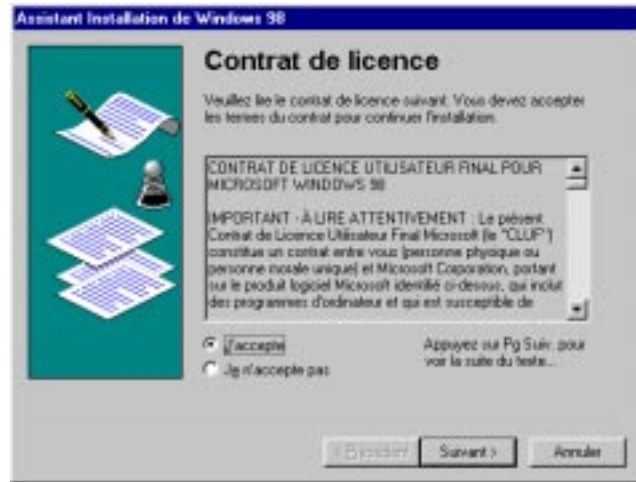 Assistant Installation de Windows 98
Contrat de licence
Veuillez lire le contrat de licence suivant. Vous devez accepter
les termes du contrat pour continuer l'installation.
CONTRAT DE LICENCE UTILISATEUR FINAL POUR
MICROSOFT WINDOWS 98
IMPORTANT - À LIRE ATTENTIVEMENT : Le présent
Contrat de Licence Utilisateur Final Microsoft (le "CLUF")
constitue un contrat entre vous (personne physique ou
personne morale unique) et Microsoft Corporation, portant
sur le produit logiciel Microsoft identifié ci-dessus, qui inclut
des programmes d'ordinateur et qui est susceptible de
J'accepte
Je n'accepte pas
Appuyez sur Pg Suiv. pour
voir la suite du texte...
< Précédent
Suivant >
Annuler